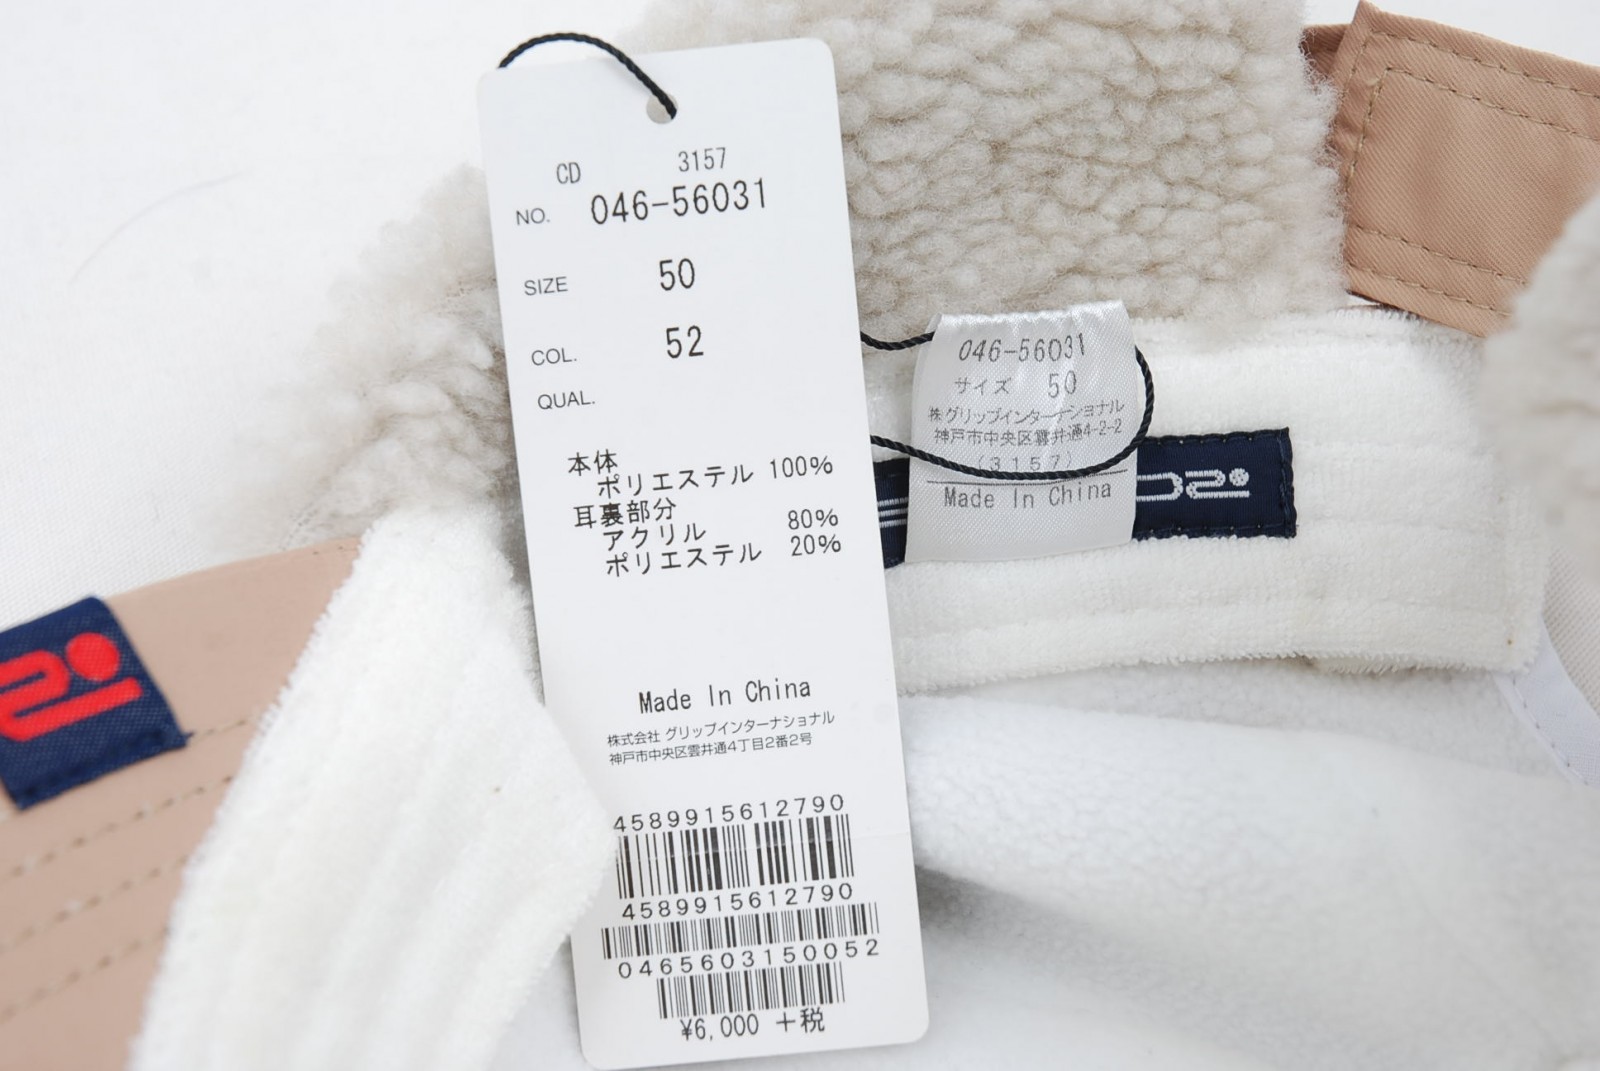 CD 3157
NO. 046-56031
SIZE 50
COL. 52
QUAL.
本体
ポリエステル 100%
耳裏部分
アクリル 80%
ポリエステル 20%
Made In China
株式会社 グリップインターナショナル
神戸市中央区雲井通4丁目2番2号
4589915612790
4589915612790
0465603150052
¥6,000 +税
046-56031
サイズ 50
株グリップインターナショナル
神戸市中央区雲井通4-2-2
(3157)
Made In China